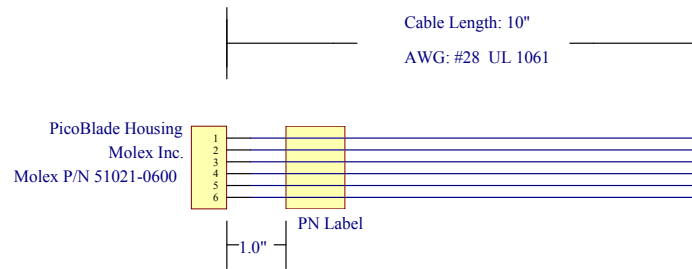 Cable Length: 10"
AWG: #28 UL 1061
PicoBlade Housing
Molex Inc.
Molex P/N 51021-0600
1
2
3
4
5
6
PN Label
1.0"